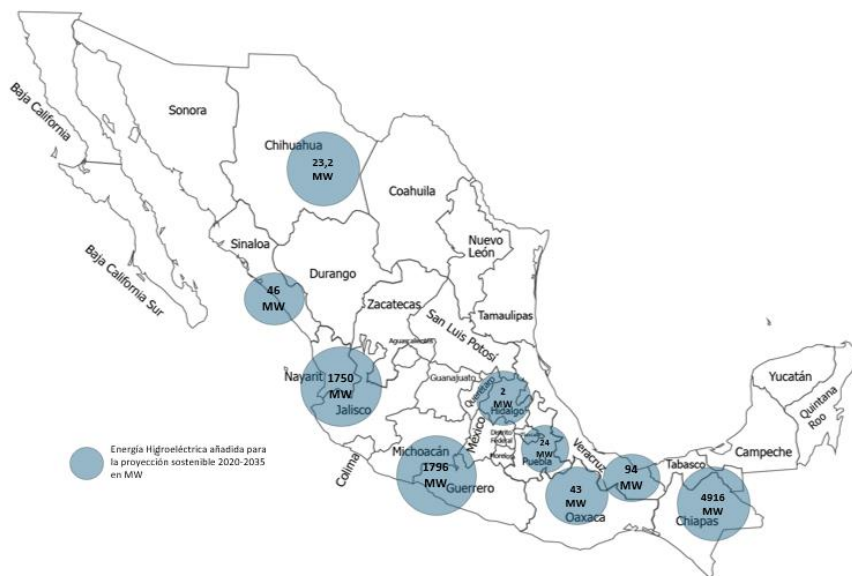 Baja California
Sonora
Chihuahua
23,2
MW
Coahuila
Baja California Sur
Sinaloa
46
MW
Durango
Nuevo
León
Zacatecas
San Luis Potosí
Tamaulipas
Aguascalientes
Nayarit
1750
MW
Jalisco
Guanajuato
Querétaro
2
MW
Hidalgo
Yucatán
Quintana
Roo
Campeche
Energía Higroeléctrica añadida para
la proyección sostenible 2020-2035
en MW
Colima
Michoacán
1796
MW
Guerrero
México
Distrito
Federal
Morelos
24
MW
Puebla
Veracruz
94
MW
Tabasco
43
MW
Oaxaca
4916
MW
Chiapas